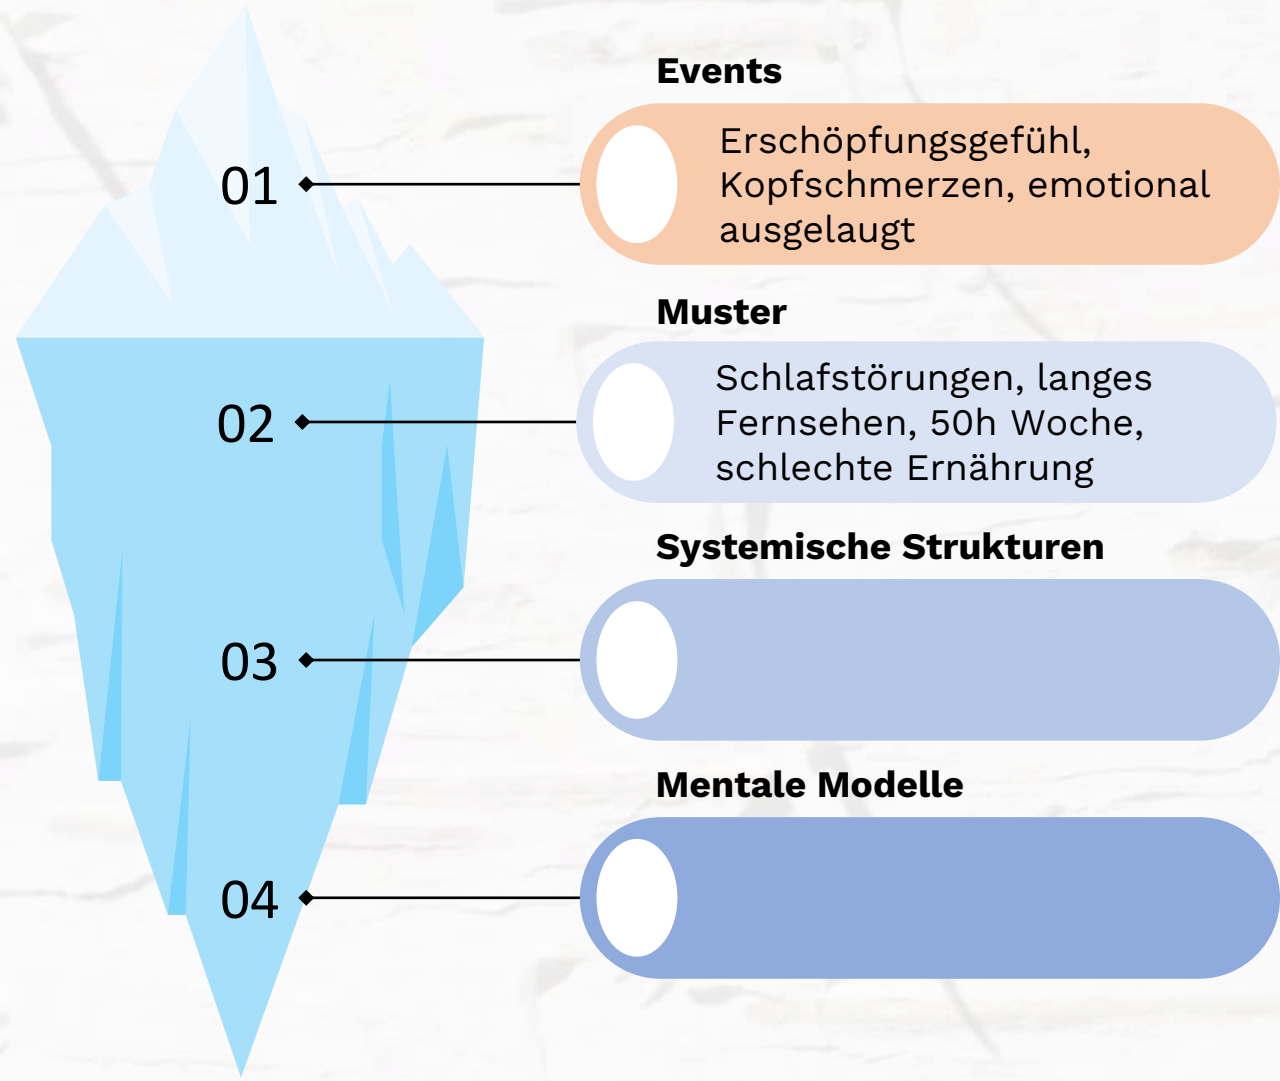 Events
01
Erschöpfungsgefühl,
Kopfschmerzen, emotional
ausgelaugt
Muster
02
Schlafstörungen, langes
Fernsehen, 50h Woche,
schlechte Ernährung
Systemische Strukturen
03
Mentale Modelle
04